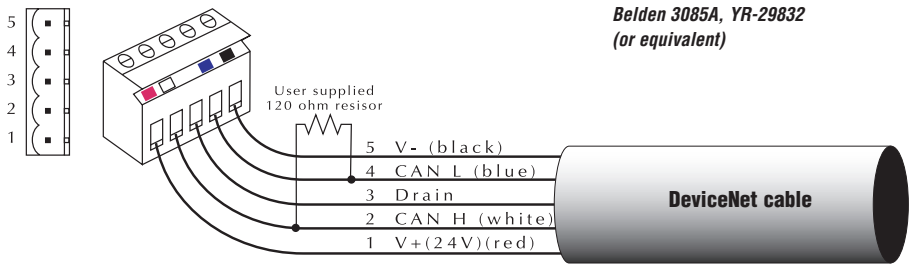 Belden 3085A, YR-29832
(or equivalent)
5
4
3
2
1
User supplied
120 ohm resisor
5 V- (black)
4 CAN L (blue)
3 Drain
2 CAN H (white)
1 V+(24V)(red)
DeviceNet cable